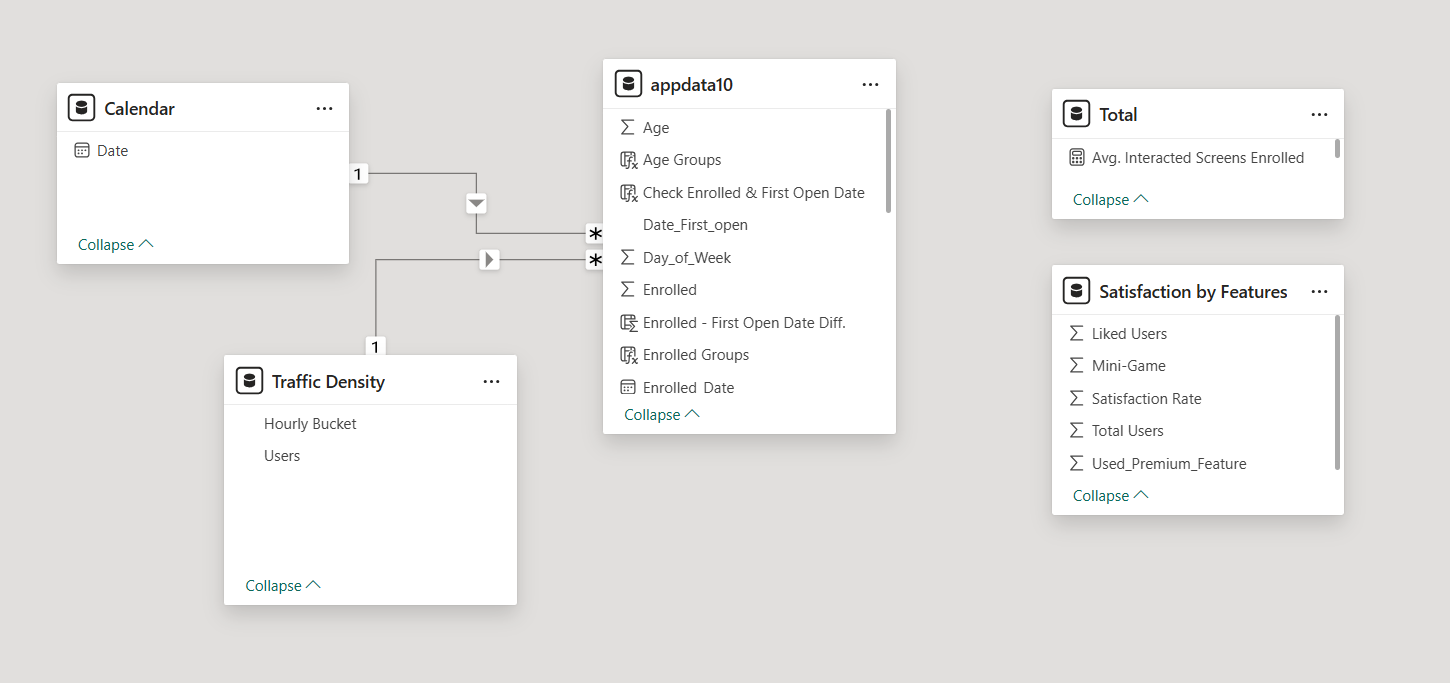 Calendar
Date
Collapse
1
*
*
1
Traffic Density
Hourly Bucket
Users
Collapse
appdata10
Age
Age Groups
Check Enrolled & First Open Date
Date_First_open
Day_of_Week
Enrolled
Enrolled - First Open Date Diff.
Enrolled Groups
Enrolled_Date
Collapse
Total
Avg. Interacted Screens Enrolled
Collapse
Satisfaction by Features
Liked Users
Mini-Game
Satisfaction Rate
Total Users
Used_Premium_Feature
Collapse